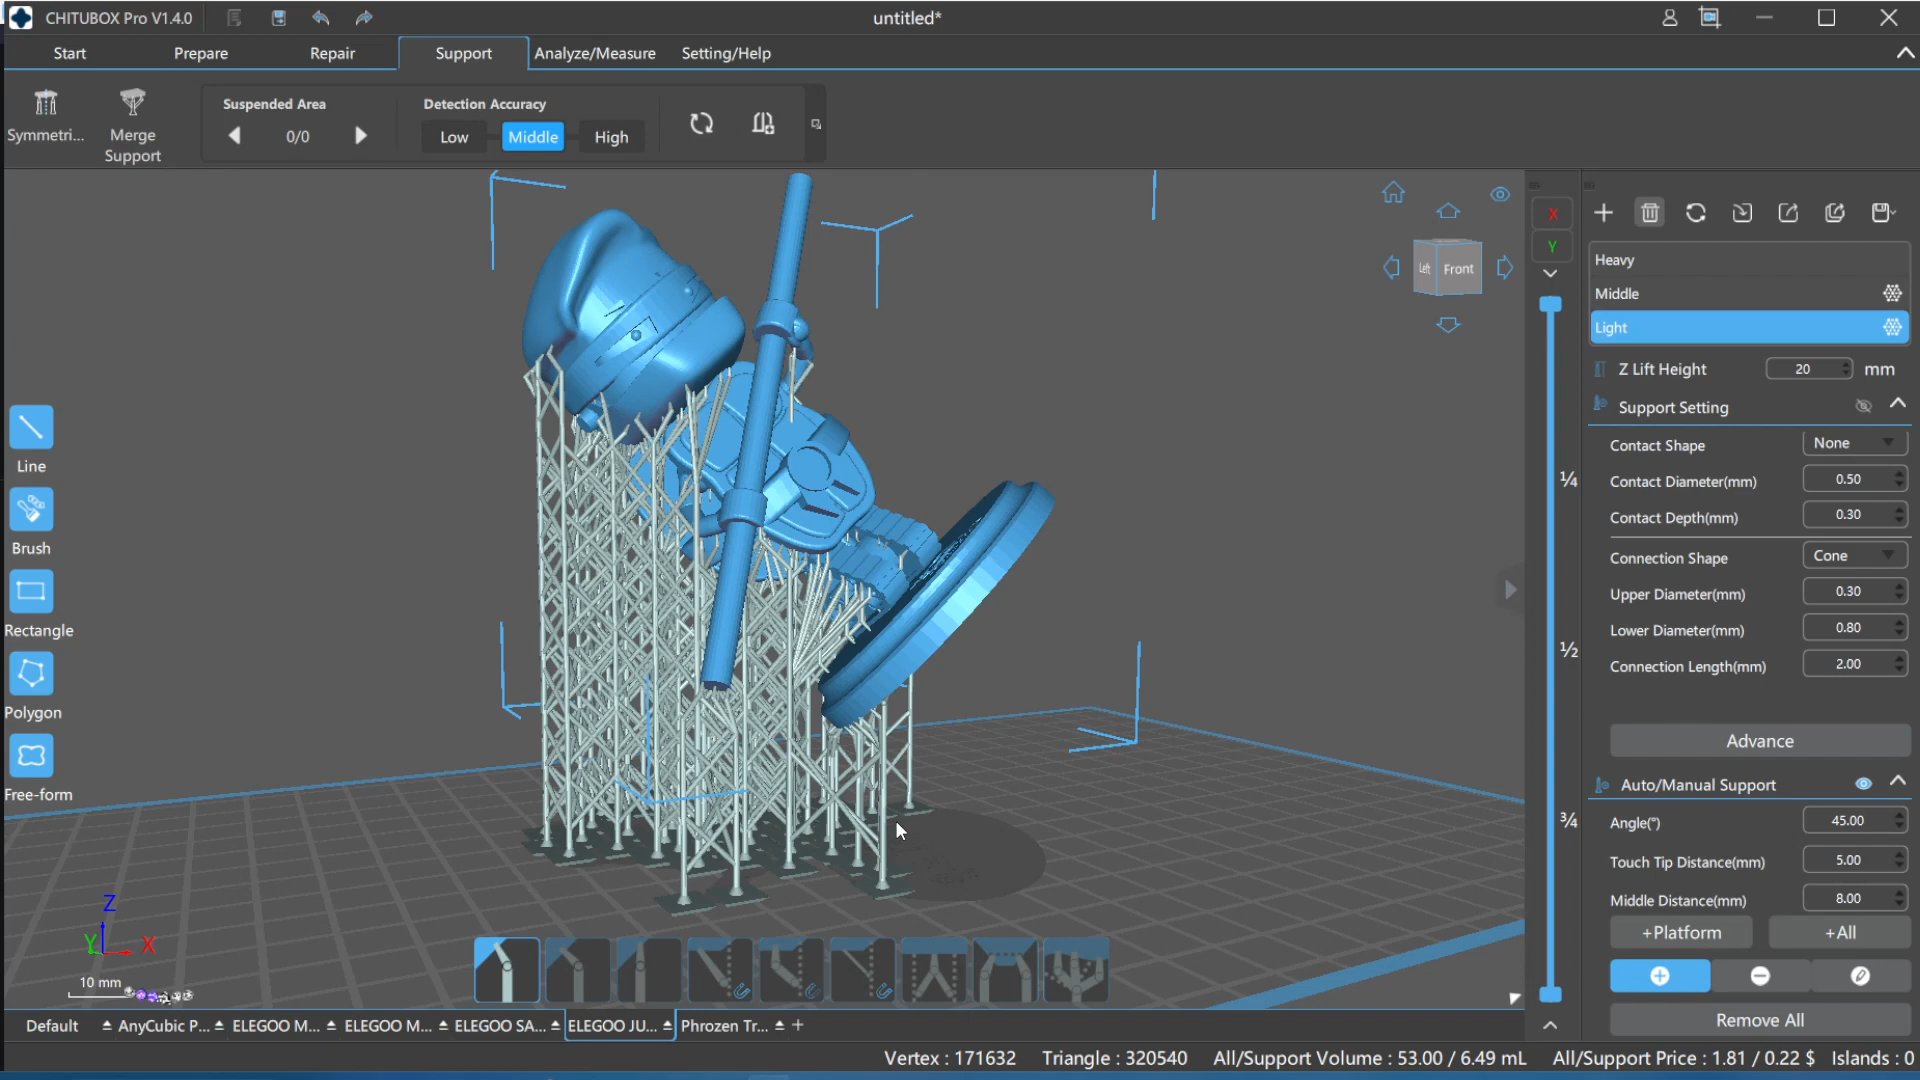 CHITUBOX Pro V1.4.0
untitled*
Start
Prepare
Repair
Support
Analyze/Measure
Setting/Help
Symmetri...
Merge
Support
Suspended Area
0/0
Detection Accuracy
Low
Middle
High
Left
Front
X
Y
Heavy
Middle
Light
Z Lift Height
20
mm
Support Setting
Contact Shape
None
Contact Diameter(mm)
0.50
Contact Depth(mm)
0.30
Connection Shape
Cone
Upper Diameter(mm)
0.30
Lower Diameter(mm)
0.80
Connection Length(mm)
2.00
Advance
Auto/Manual Support
Angle(°)
45.00
Touch Tip Distance(mm)
5.00
Middle Distance(mm)
8.00
+Platform
+All
Remove All
¼
½
¾
Line
Brush
Rectangle
Polygon
Free-form
Z
Y
X
10 mm
Default
AnyCubic P...
ELEGOO M...
ELEGOO M...
ELEGOO SA...
ELEGOO JU...
Phrozen Tr...
+
Vertex : 171632
Triangle : 320540
All/Support Volume : 53.00 / 6.49 mL
All/Support Price : 1.81 / 0.22 $
Islands : 0